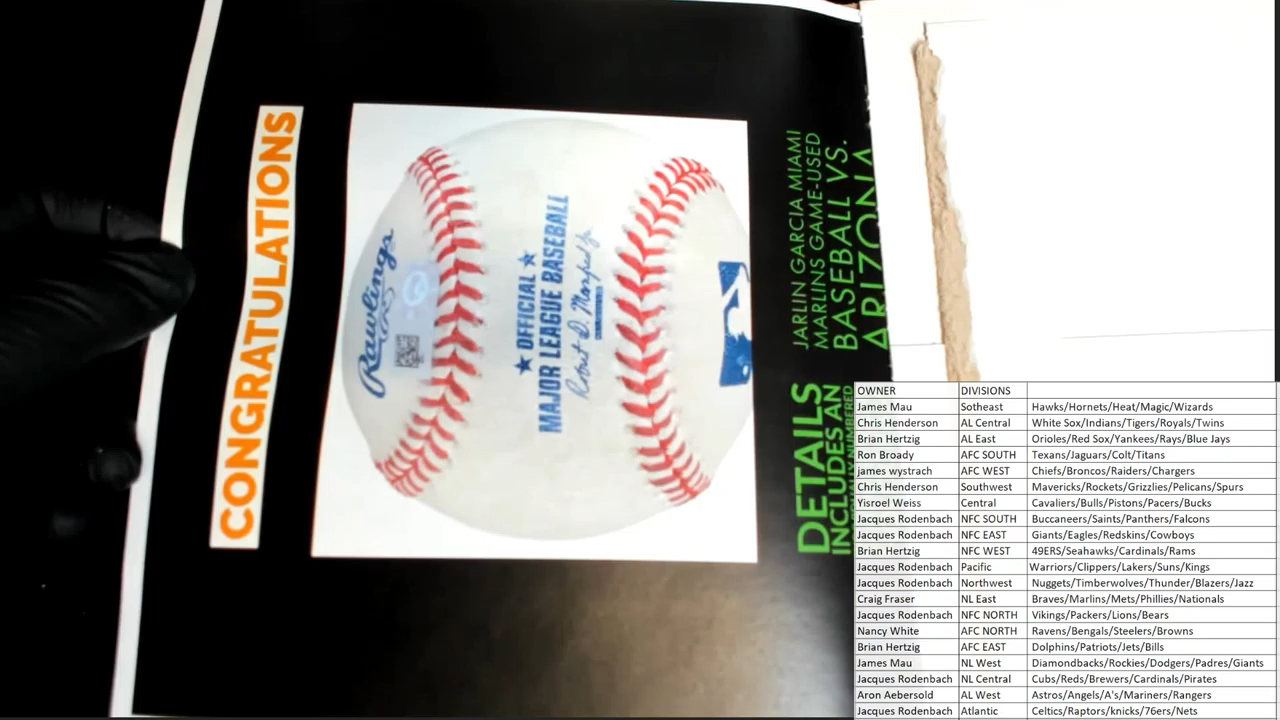 CONGRATULATIONS
Rawlings
★ OFFICIAL ★
MAJOR LEAGUE BASEBALL
Robert D. Manfred Jr.
JARLIN GARCIA MIAMI
MARLINS GAME-USED
BASEBALL VS.
ARIZONA
DETAILS
INCLUDES AN
NUMBERED
OWNER DIVISIONS
James Mau Sotheast Hawks/Hornets/Heat/Magic/Wizards
Chris Henderson AL Central White Sox/Indians/Tigers/Royals/Twins
Brian Hertzig AL East Orioles/Red Sox/Yankees/Rays/Blue Jays
Ron Broady AFC SOUTH Texans/Jaguars/Colt/Titans
james wystrach AFC WEST Chiefs/Broncos/Raiders/Chargers
Chris Henderson Southwest Mavericks/Rockets/Grizzlies/Pelicans/Spurs
Yisroel Weiss Central Cavaliers/Bulls/Pistons/Pacers/Bucks
Jacques Rodenbach NFC SOUTH Buccaneers/Saints/Panthers/Falcons
Jacques Rodenbach NFC EAST Giants/Eagles/Redskins/Cowboys
Brian Hertzig NFC WEST 49ERS/Seahawks/Cardinals/Rams
Jacques Rodenbach Pacific Warriors/Clippers/Lakers/Suns/Kings
Jacques Rodenbach Northwest Nuggets/Timberwolves/Thunder/Blazers/Jazz
Craig Fraser NL East Braves/Marlins/Mets/Phillies/Nationals
Jacques Rodenbach NFC NORTH Vikings/Packers/Lions/Bears
Nancy White AFC NORTH Ravens/Bengals/Steelers/Browns
Brian Hertzig AFC EAST Dolphins/Patriots/Jets/Bills
James Mau NL West Diamondbacks/Rockies/Dodgers/Padres/Giants
Jacques Rodenbach NL Central Cubs/Reds/Brewers/Cardinals/Pirates
Aron Aebersold AL West Astros/Angels/A's/Mariners/Rangers
Jacques Rodenbach Atlantic Celtics/Raptors/knicks/76ers/Nets